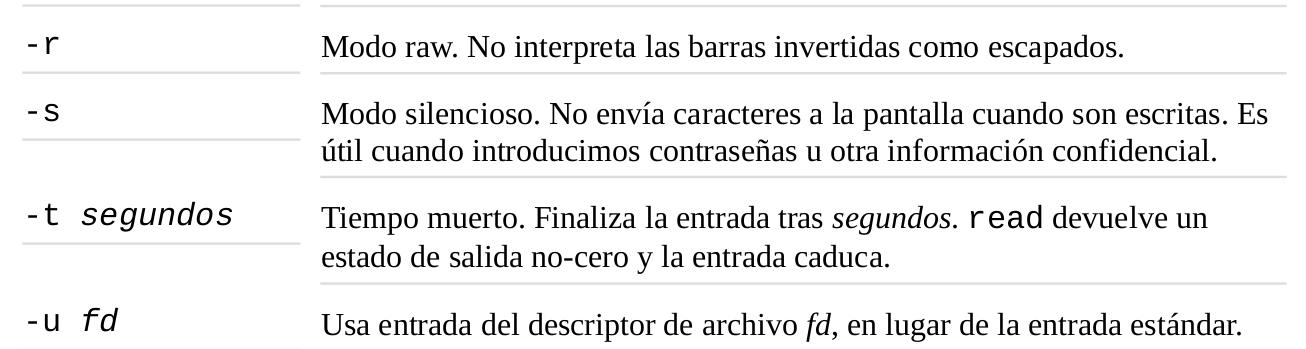 -r Modo raw. No interpreta las barras invertidas como escapados.
-s Modo silencioso. No envía caracteres a la pantalla cuando son escritas. Es
útil cuando introducimos contraseñas u otra información confidencial.
-t segundos Tiempo muerto. Finaliza la entrada tras segundos. read devuelve un
estado de salida no-cero y la entrada caduca.
-u fd Usa entrada del descriptor de archivo fd, en lugar de la entrada estándar.